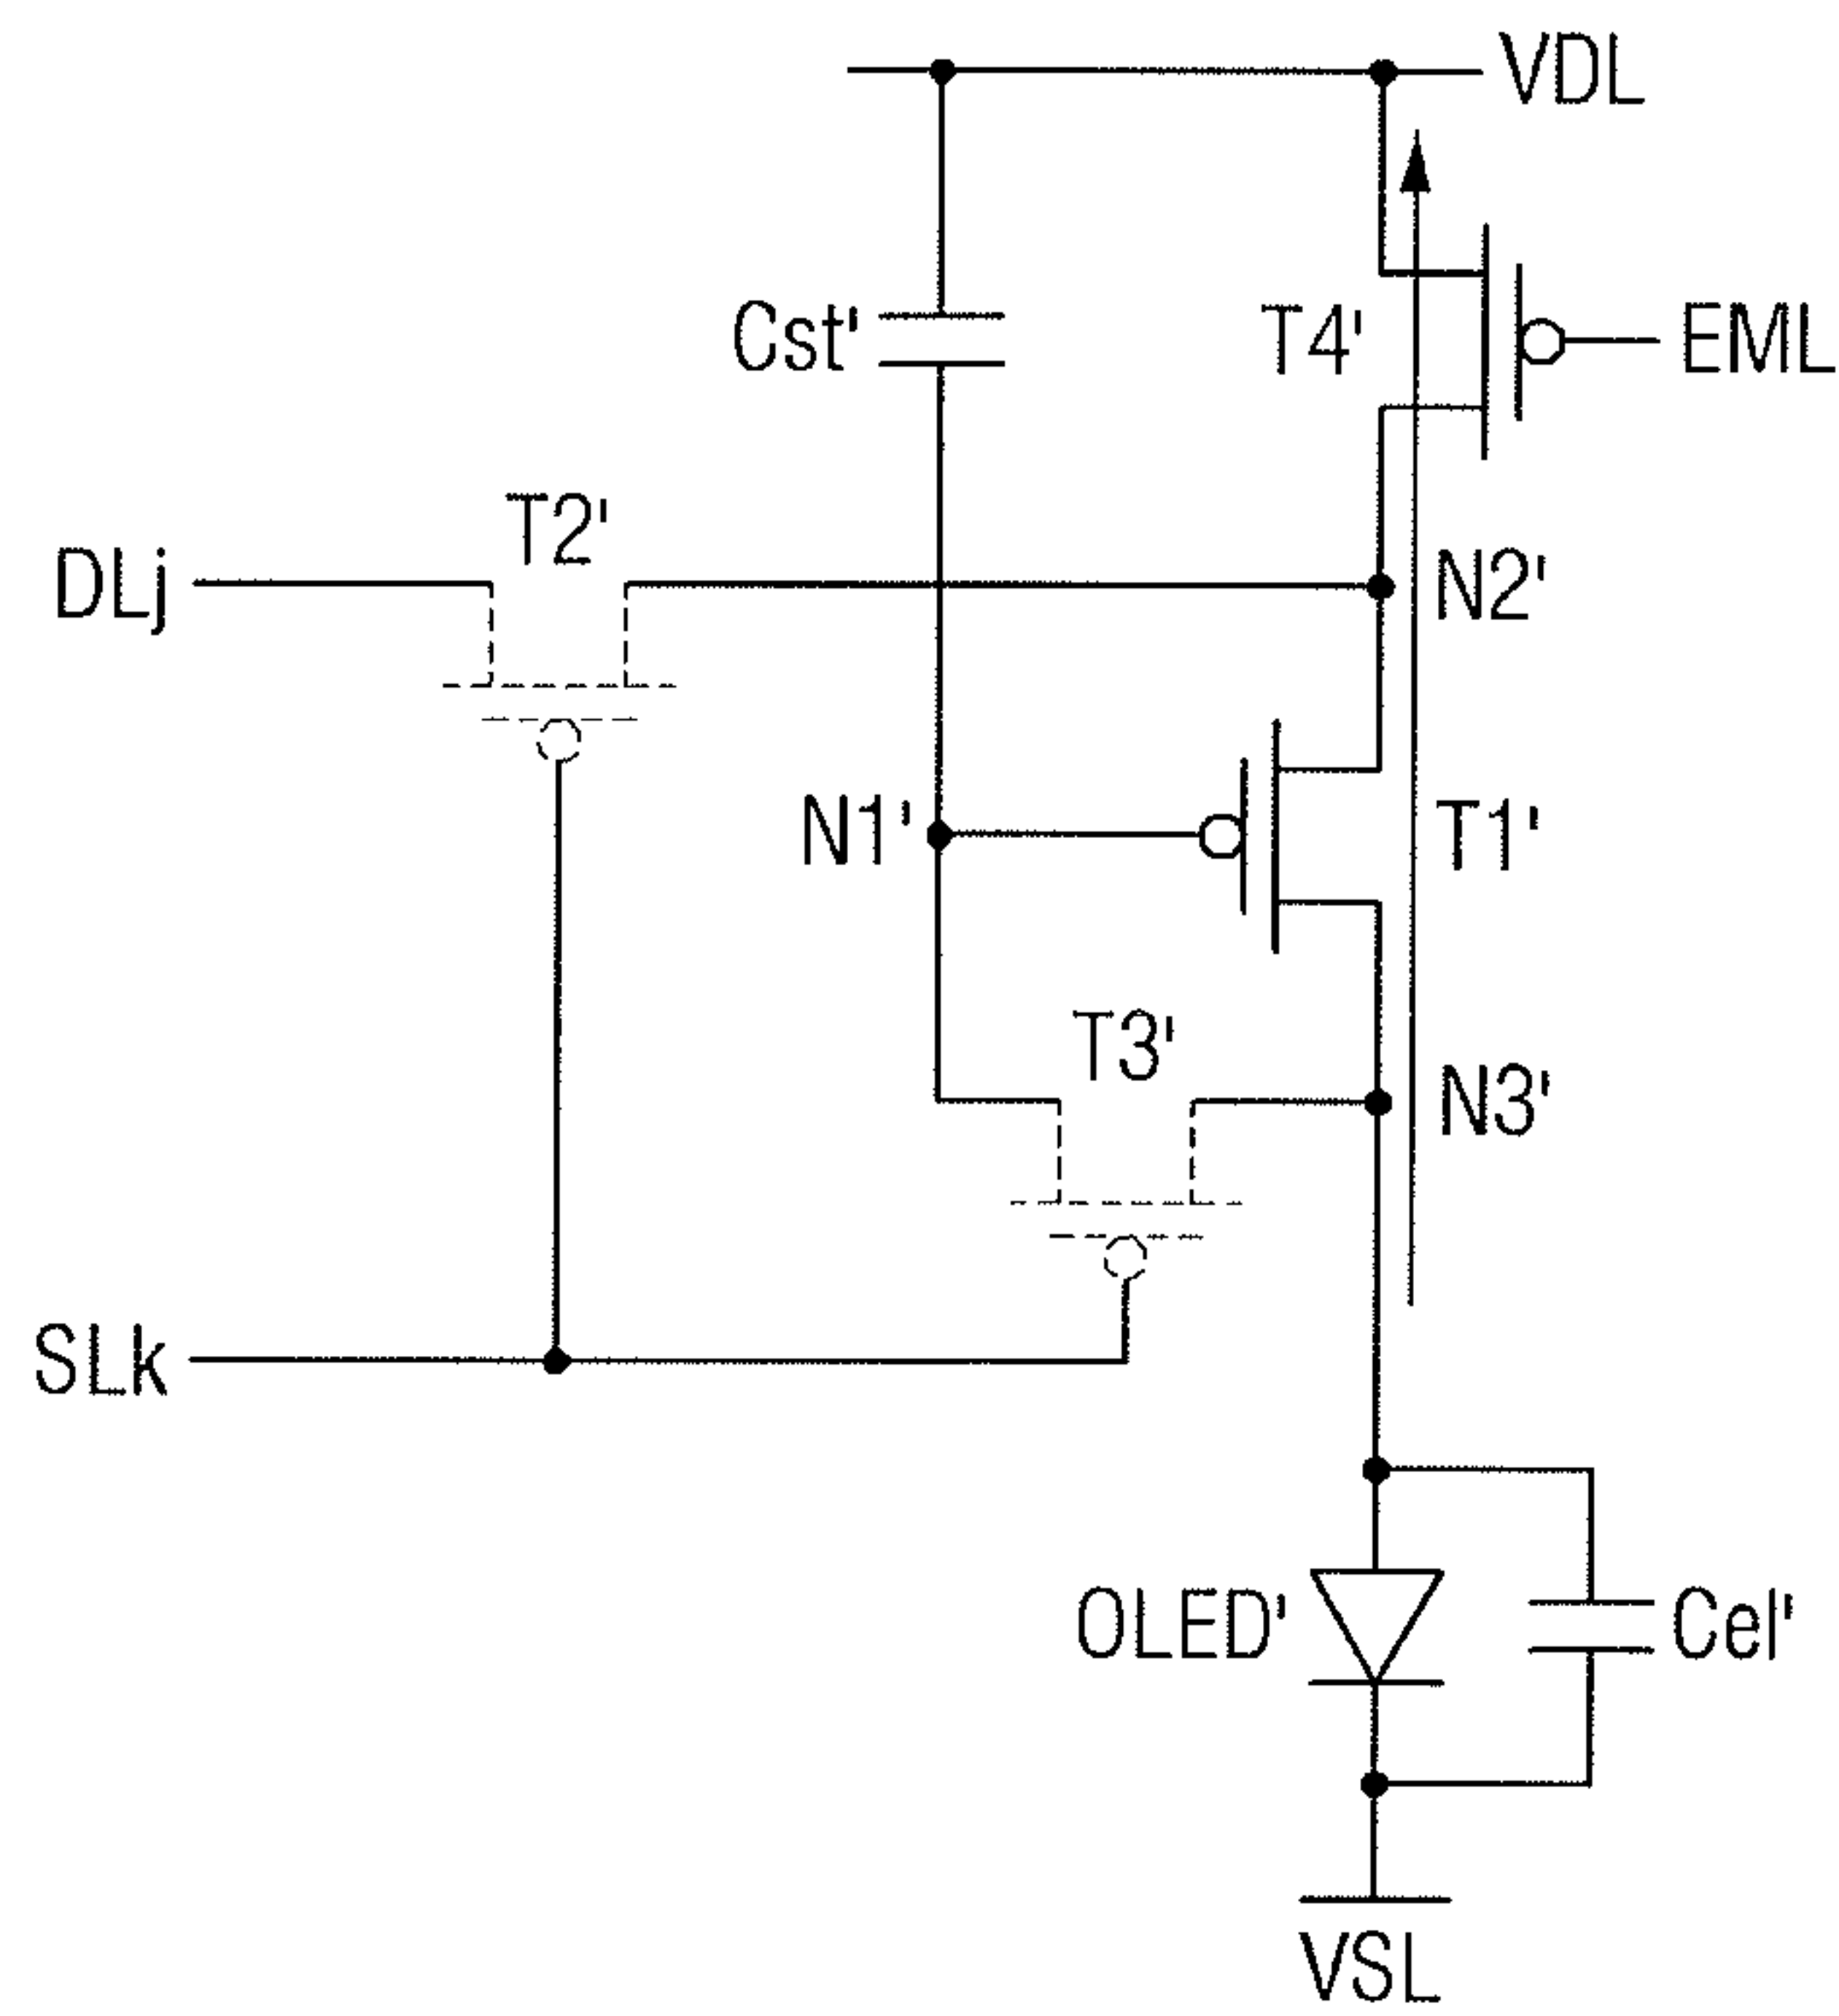 VDL
Cst'
T4'
EML
T2'
DLj
N2'
N1'
T1'
T3'
N3'
SLk
OLED'
Cel'
VSL